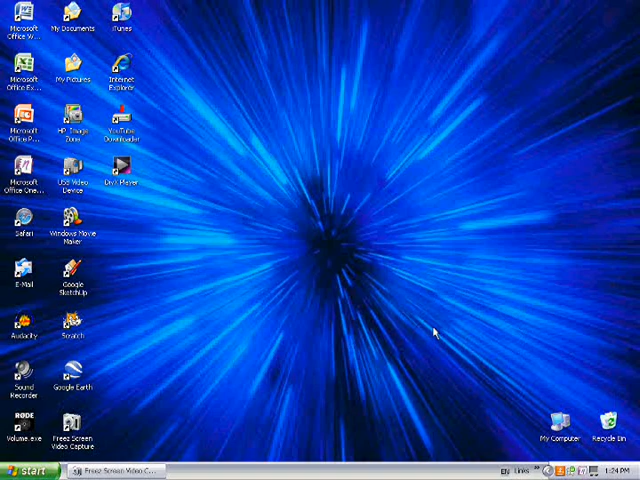 Microsoft
Office W...
My Documents
iTunes
Microsoft
Office Ex...
My Pictures
Internet
Explorer
Microsoft
Office P...
HP Image
Zone
YouTube
Downloader
Microsoft
Office One...
USB Video
Device
DivX Player
Safari
Windows Movie
Maker
E-Mail
Google
SketchUp
Audacity
Scratch
Sound
Recorder
Google Earth
RODE
Volume.exe
Freez Screen
Video Capture
My Computer
Recycle Bin
start
Freez Screen Video C...
EN
Links
»
1:24 PM